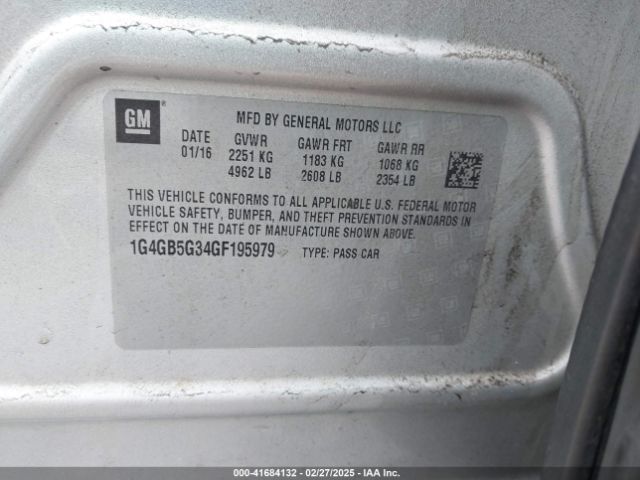 GM ®
MFD BY GENERAL MOTORS LLC
DATE GVWR GAWR FRT GAWR RR
01/16 2251 KG 1183 KG 1068 KG
4962 LB 2608 LB 2354 LB
THIS VEHICLE CONFORMS TO ALL APPLICABLE U.S. FEDERAL MOTOR
VEHICLE SAFETY, BUMPER, AND THEFT PREVENTION STANDARDS IN
EFFECT ON THE DATE OF MANUFACTURE SHOWN ABOVE.
1G4GB5G34GF195979 TYPE: PASS CAR
000-41684132 - 02/27/2025 - IAA Inc.